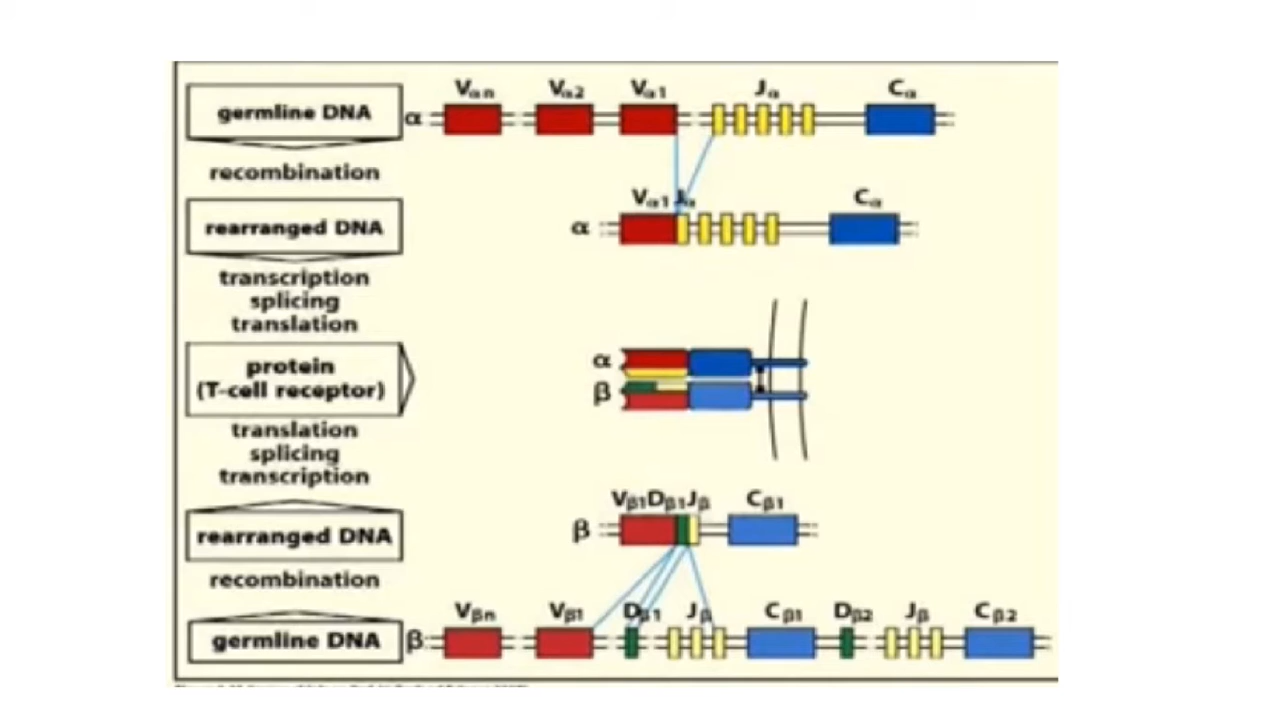 Vαn Vα2 Vα1 Jα Cα
germline DNA α
recombination
Vα1 Jα Cα
rearranged DNA α
transcription
splicing
translation
protein
(T-cell receptor)
α
β
translation
splicing
transcription
Vβ1Dβ1Jβ Cβ1
rearranged DNA β
recombination
Vβn Vβ1 Dβ1 Jβ Cβ1 Dβ2 Jβ Cβ2
germline DNA β